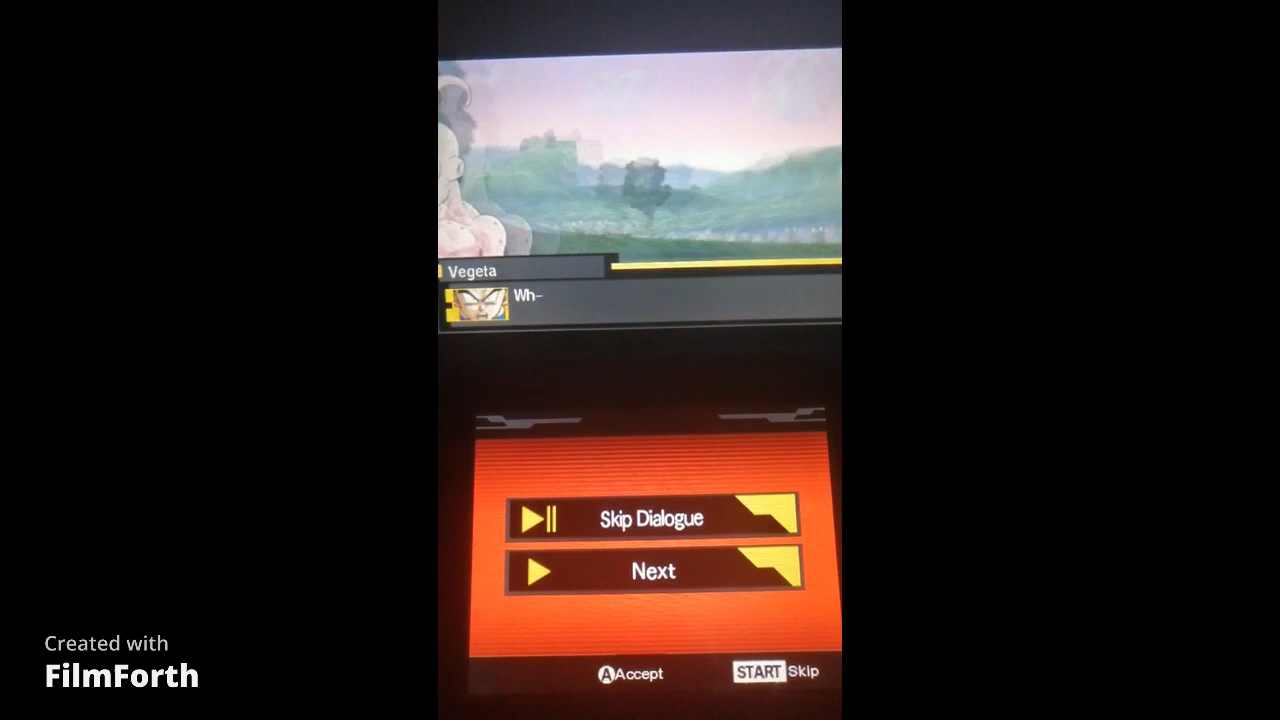 Vegeta
Wh-
Skip Dialogue
Next
A Accept
START Skip
Created with
FilmForth